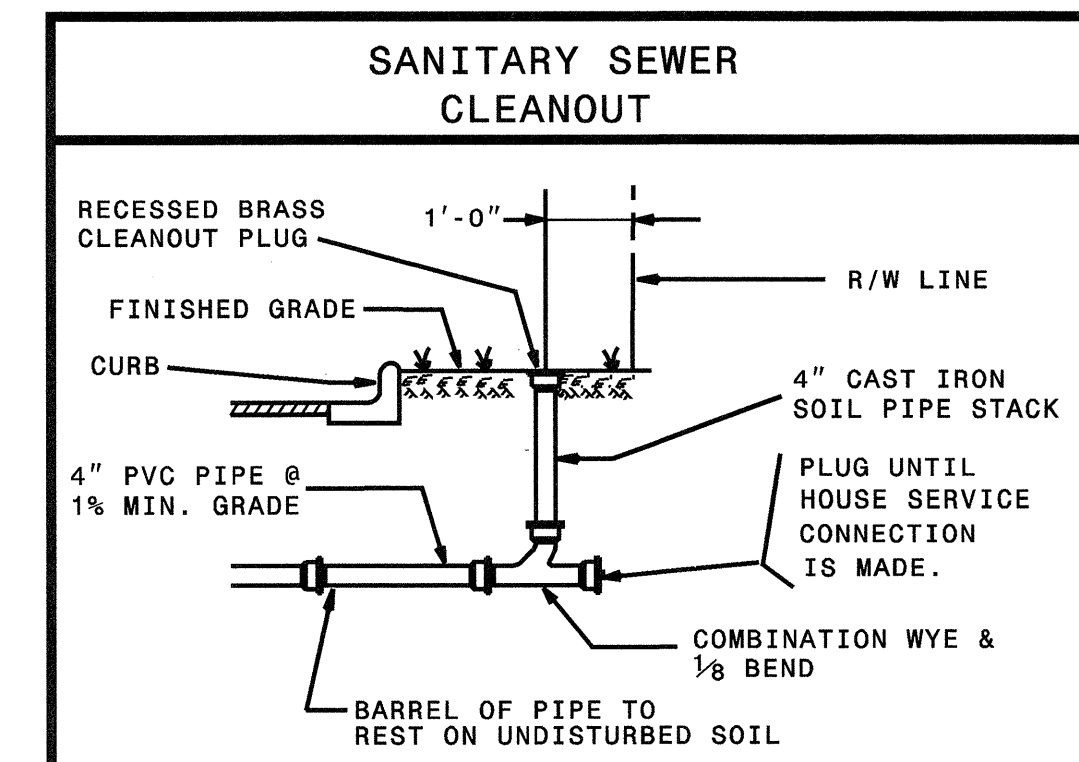 SANITARY SEWER
CLEANOUT
RECESSED BRASS
CLEANOUT PLUG
1'-0"
R/W LINE
FINISHED GRADE
CURB
4" CAST IRON
SOIL PIPE STACK
4" PVC PIPE @
1% MIN. GRADE
PLUG UNTIL
HOUSE SERVICE
CONNECTION
IS MADE.
COMBINATION WYE &
1/8 BEND
BARREL OF PIPE TO
REST ON UNDISTURBED SOIL